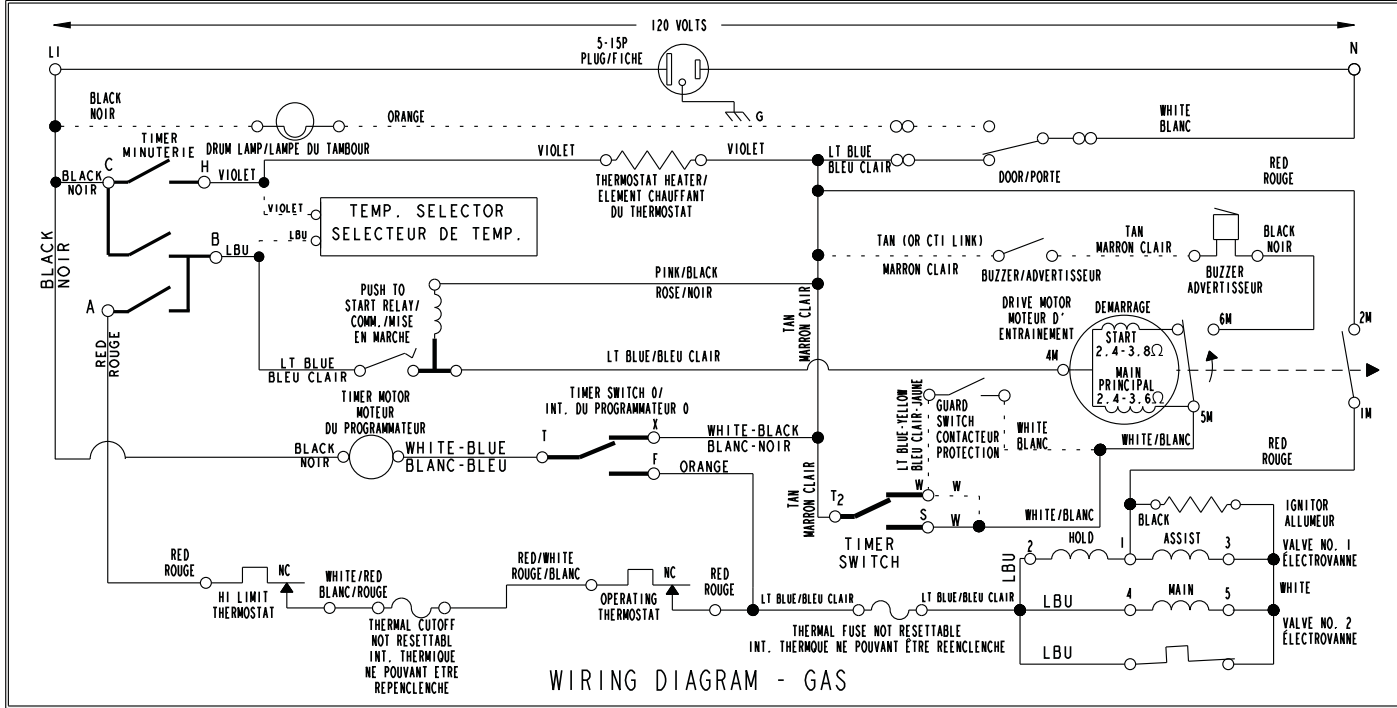 120 VOLTS
L1
5-15P
PLUG/FICHE
N
G
BLACK
NOIR
ORANGE
WHITE
BLANC
TIMER
MINUTERIE
DRUM LAMP/LAMPE DU TAMBOUR
C
H
BLACK
NOIR
VIOLET
VIOLET
VIOLET
LT BLUE
BLEU CLAIR
DOOR/PORTE
RED
ROUGE
THERMOSTAT HEATER/
ELEMENT CHAUFFANT
DU THERMOSTAT
VIOLET
LBU
TEMP. SELECTOR
SELECTEUR DE TEMP.
B
LBU
BLACK
NOIR
A
RED
ROUGE
TAN (OR CTI LINK)
MARRON CLAIR
BUZZER/ADVERTISSEUR
TAN
MARRON CLAIR
BLACK
NOIR
BUZZER
ADVERTISSEUR
PINK/BLACK
ROSE/NOIR
PUSH TO
START RELAY/
COMM./MISE
EN MARCHE
LT BLUE
BLEU CLAIR
LT BLUE/BLEU CLAIR
TAN
MARRON CLAIR
DRIVE MOTOR
MOTEUR D'
ENTRAINEMENT
DEMARRAGE
START
2.4-3.8Ω
MAIN
PRINCIPAL
2.4-3.6Ω
4M
6M
5M
2M
1M
TIMER MOTOR
MOTEUR
DU PROGRAMMATEUR
BLACK
NOIR
WHITE-BLUE
BLANC-BLEU
TIMER SWITCH 0/
INT. DU PROGRAMMATEUR 0
T
X
F
WHITE-BLACK
BLANC-NOIR
ORANGE
LT BLUE-YELLOW
BLEU CLAIR-JAUNE
GUARD
SWITCH
CONTACTEUR
PROTECTION
WHITE
BLANC
WHITE/BLANC
RED
ROUGE
TAN
MARRON CLAIR
T2
W
W
S
W
TIMER
SWITCH
WHITE/BLANC
BLACK
IGNITOR
ALLUMEUR
2
HOLD
1
ASSIST
3
VALVE NO. 1
ÉLECTROVANNE
LBU
LBU
4
MAIN
5
WHITE
VALVE NO. 2
ÉLECTROVANNE
LBU
RED
ROUGE
NC
HI LIMIT
THERMOSTAT
WHITE/RED
BLANC/ROUGE
THERMAL CUTOFF
NOT RESETTABL
INT. THERMIQUE
NE POUVANT ETRE
REPENCLENCHE
RED/WHITE
ROUGE/BLANC
NC
OPERATING
THERMOSTAT
RED
ROUGE
LT BLUE/BLEU CLAIR
LT BLUE/BLEU CLAIR
THERMAL FUSE NOT RESETTABLE
INT. THERMQUE NE POUVANT ÊTRE REENCLENCHE
WIRING DIAGRAM - GAS